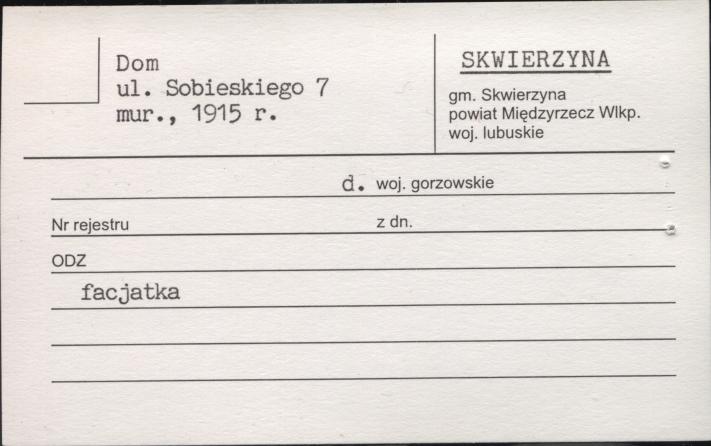 Dom
ul. Sobieskiego 7
mur., 1915 r.
SKWIERZYNA
gm. Skwierzyna
powiat Międzyrzecz Wlkp.
woj. lubuskie
d. woj. gorzowskie
Nr rejestru z dn.
ODZ
facjatka